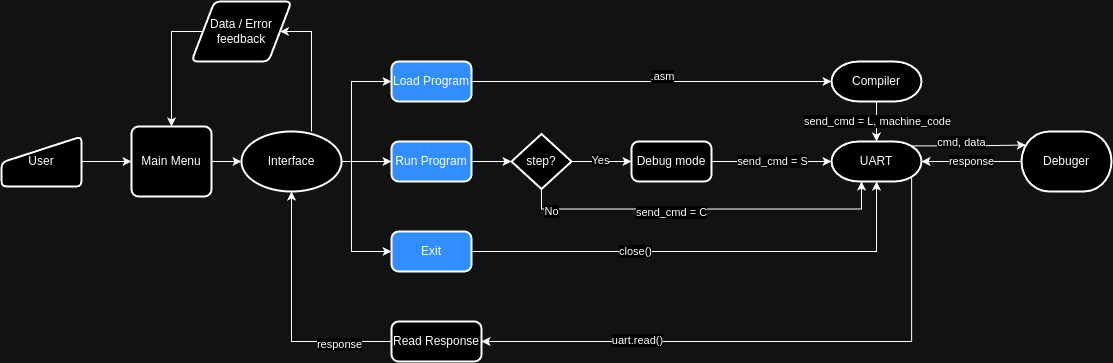 Data / Error
feedback
User
Main Menu
Interface
Load Program
.asm
Compiler
send_cmd = L, machine_code
Run Program
step?
Yes
Debug mode
send_cmd = S
UART
cmd, data
response
Debuger
No
send_cmd = C
Exit
close()
Read Response
uart.read()
response